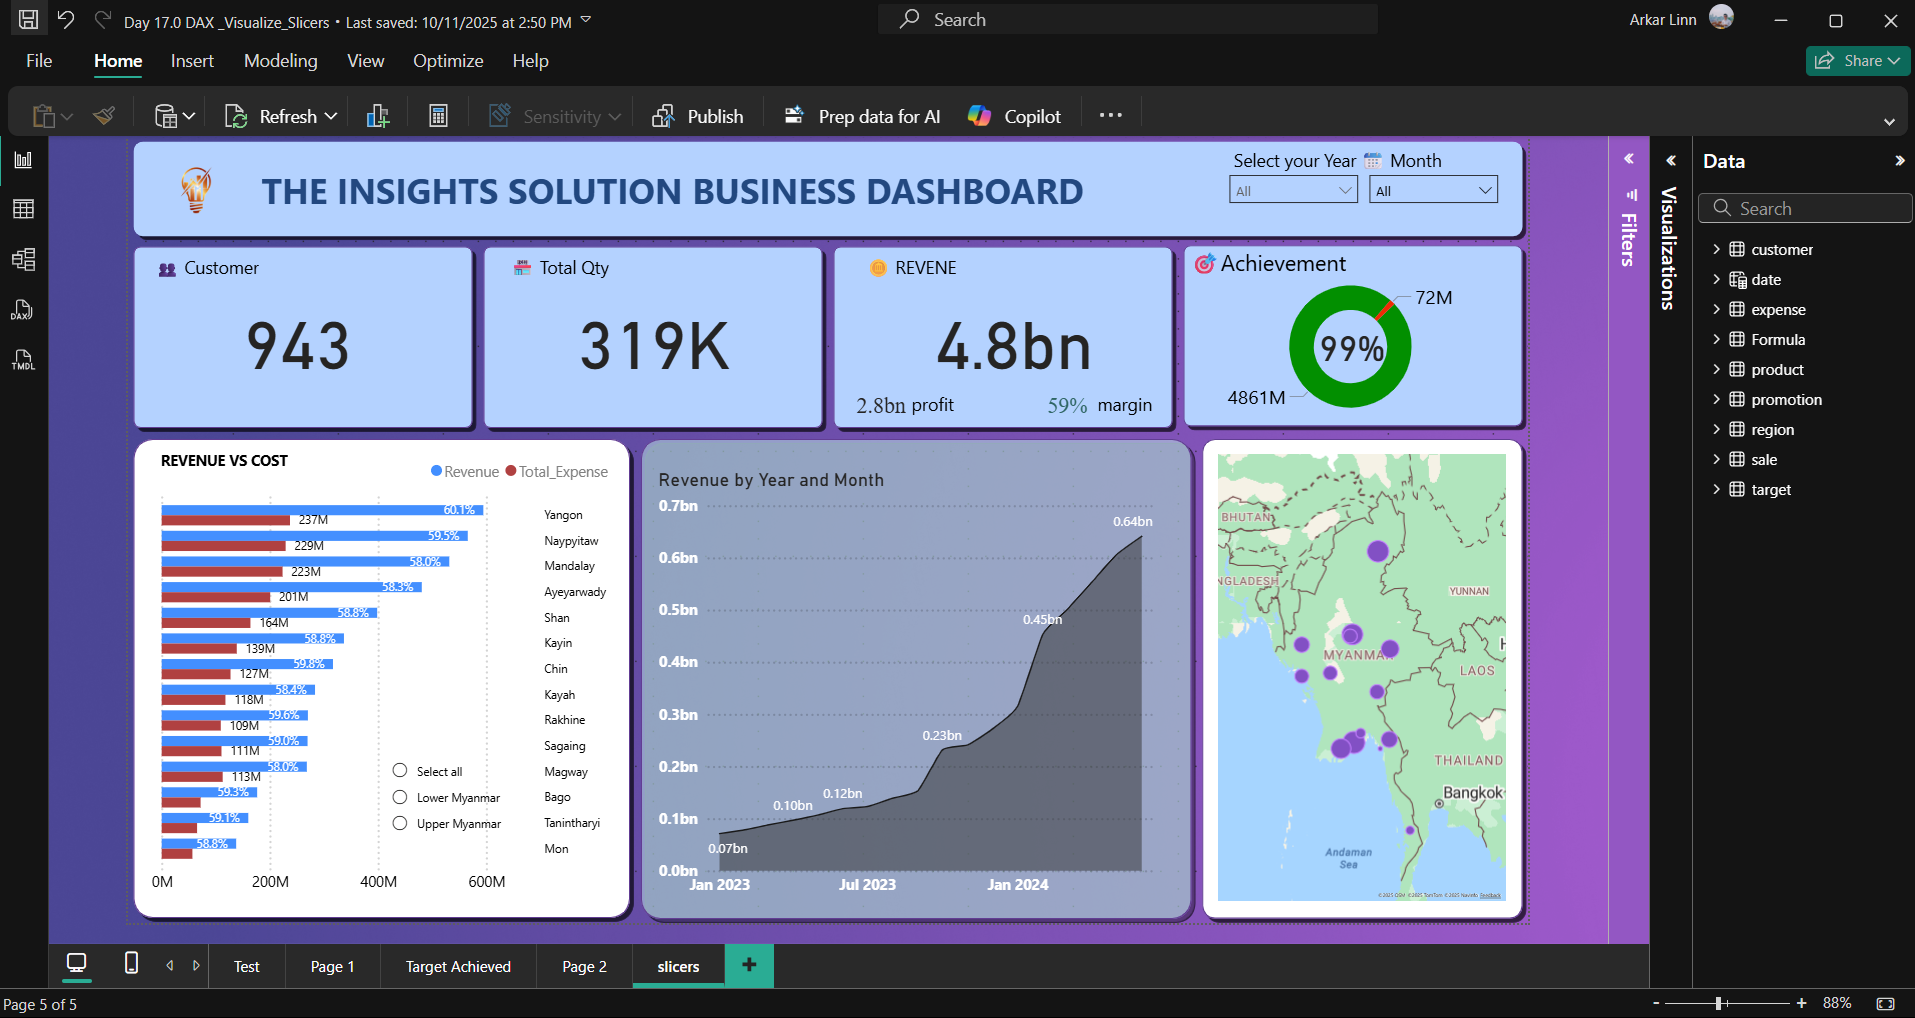 Day 17.0 DAX _Visualize_Slicers • Last saved: 10/11/2025 at 2:50 PM
Search
Arkar Linn
File Home Insert Modeling View Optimize Help
Share
Refresh Sensitivity Publish Prep data for AI Copilot
THE INSIGHTS SOLUTION BUSINESS DASHBOARD
Select your Year Month
All All
Customer
943
Total Qty
319K
REVENE
4.8bn
2.8bn profit 59% margin
Achievement
72M
99%
4861M
REVENUE VS COST
Revenue Total_Expense
60.1% Yangon
237M
59.5% Naypyitaw
229M
58.0% Mandalay
223M
58.3% Ayeyarwady
201M
58.8% Shan
164M
58.8% Kayin
139M
59.8% Chin
127M
58.4% Kayah
118M
59.6% Rakhine
109M
59.0% Sagaing
111M
58.0% Magway
113M
59.3% Bago
59.1% Tanintharyi
58.8% Mon
Select all
Lower Myanmar
Upper Myanmar
0M 200M 400M 600M
Revenue by Year and Month
0.7bn
0.6bn
0.5bn
0.4bn
0.3bn
0.2bn
0.1bn
0.0bn
0.07bn
0.10bn
0.12bn
0.23bn
0.45bn
0.64bn
Jan 2023 Jul 2023 Jan 2024
BHUTAN
NGLADESH
YUNNAN
MYANMAR
LAOS
THAILAND
Bangkok
Andaman
Sea
©2025 OSM ©2025 TomTom ©2025 Navinfo Feedback
Filters
Visualizations
Data
Search
customer
date
expense
Formula
product
promotion
region
sale
target
DAX
TMDL
Test Page 1 Target Achieved Page 2 slicers +
Page 5 of 5
- + 88%